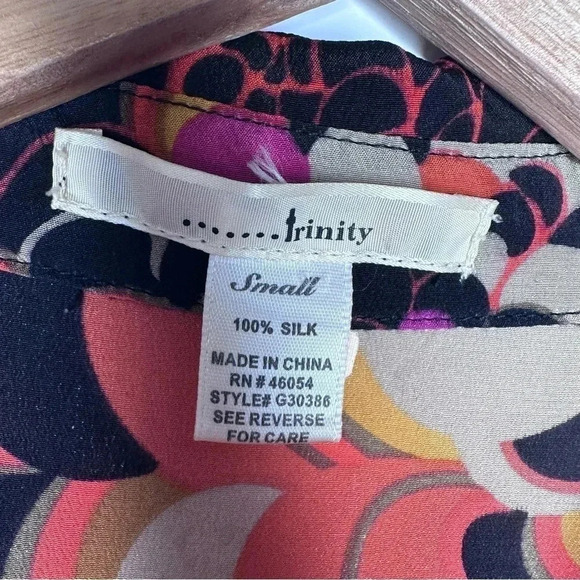 .......Trinity
Small
100% SILK
MADE IN CHINA
RN # 46054
STYLE# G30386
SEE REVERSE
FOR CARE